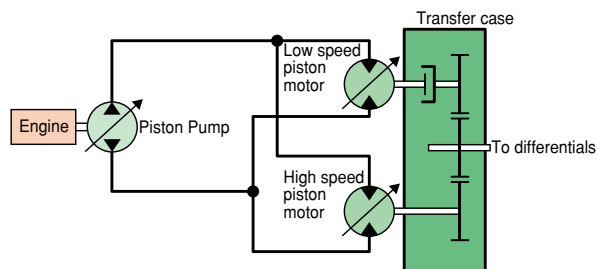 Transfer case
Low speed
piston
motor
Engine
Piston Pump
To differentials
High speed
piston
motor